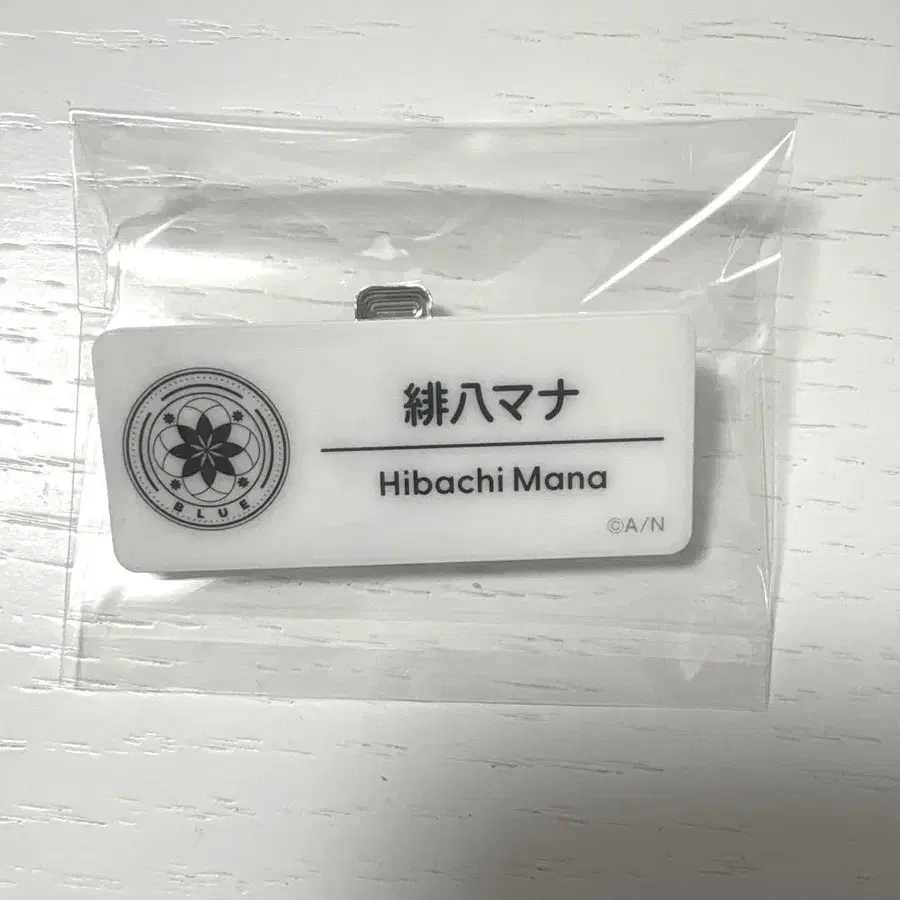 緋八マナ
Hibachi Mana
BLUE
©A/N